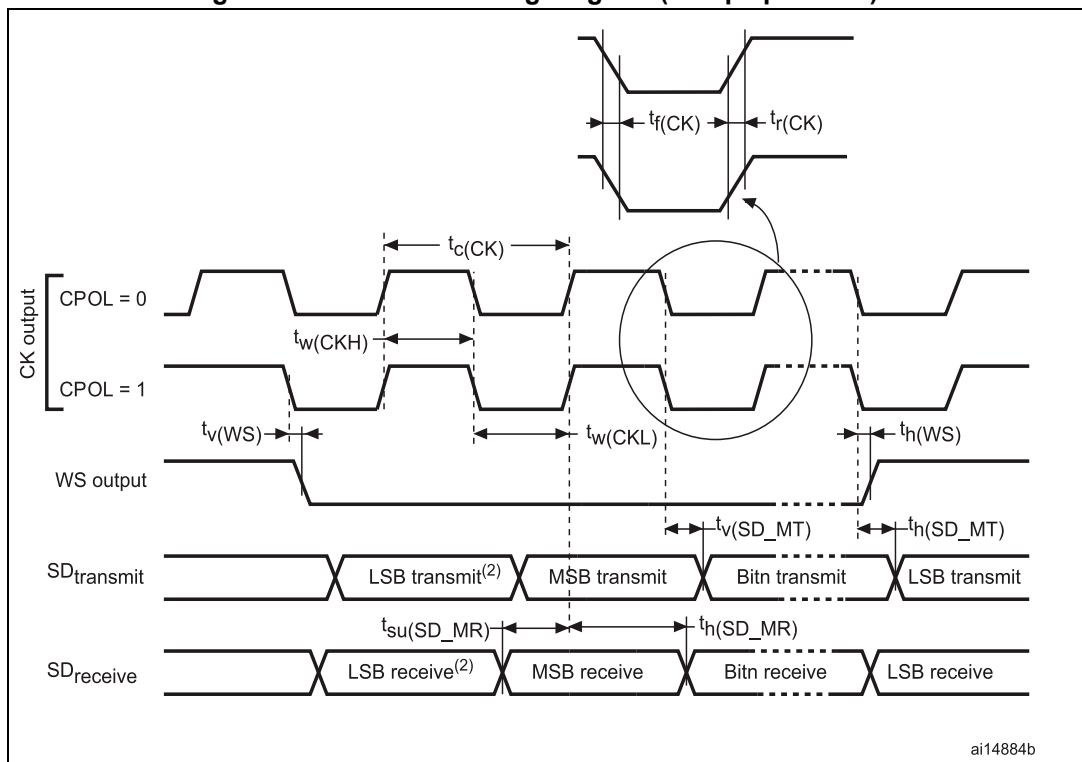 tf(CK)
tr(CK)
tc(CK)
CK output
CPOL = 0
tw(CKH)
CPOL = 1
tv(WS)
tw(CKL)
th(WS)
WS output
tv(SD_MT)
th(SD_MT)
SDtransmit
LSB transmit(2)
MSB transmit
Bitn transmit
LSB transmit
tsu(SD_MR)
th(SD_MR)
SDreceive
LSB receive(2)
MSB receive
Bitn receive
LSB receive
ai14884b